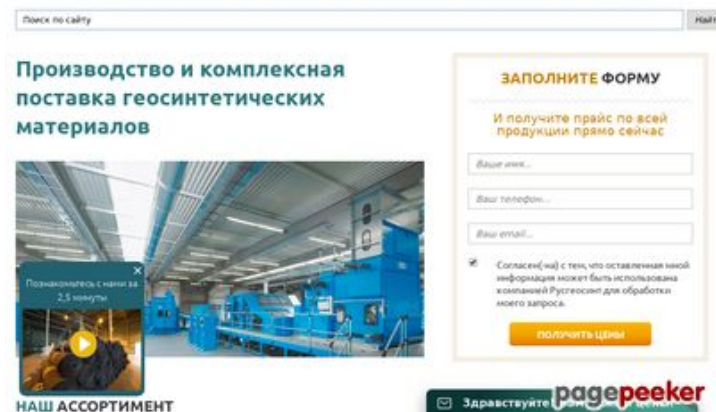 Поиск по сайту
Найт
Производство и комплексная
поставка геосинтетических
материалов
ЗАПОЛНИТЕ ФОРМУ
И получите прайс по всей
продукции прямо сейчас
Ваше имя...
Ваш телефон...
Ваш email...
Согласен(-на) с тем, что оставленная мной
информация может быть использована
компанией Русгеосинт для обработки
моего запроса.
ПОЛУЧИТЬ ЦЕНЫ
Познакомьтесь с нами за
2,5 минуты
НАШ АССОРТИМЕНТ
Здравствуйте
pagepeeker